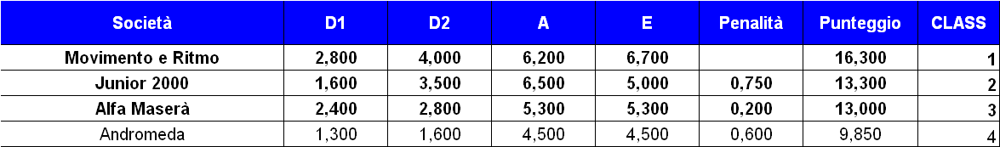 Società D1 D2 A E Penalità Punteggio CLASS
Movimento e Ritmo 2,800 4,000 6,200 6,700 16,300 1
Junior 2000 1,600 3,500 6,500 5,000 0,750 13,300 2
Alfa Maserà 2,400 2,800 5,300 5,300 0,200 13,000 3
Andromeda 1,300 1,600 4,500 4,500 0,600 9,850 4